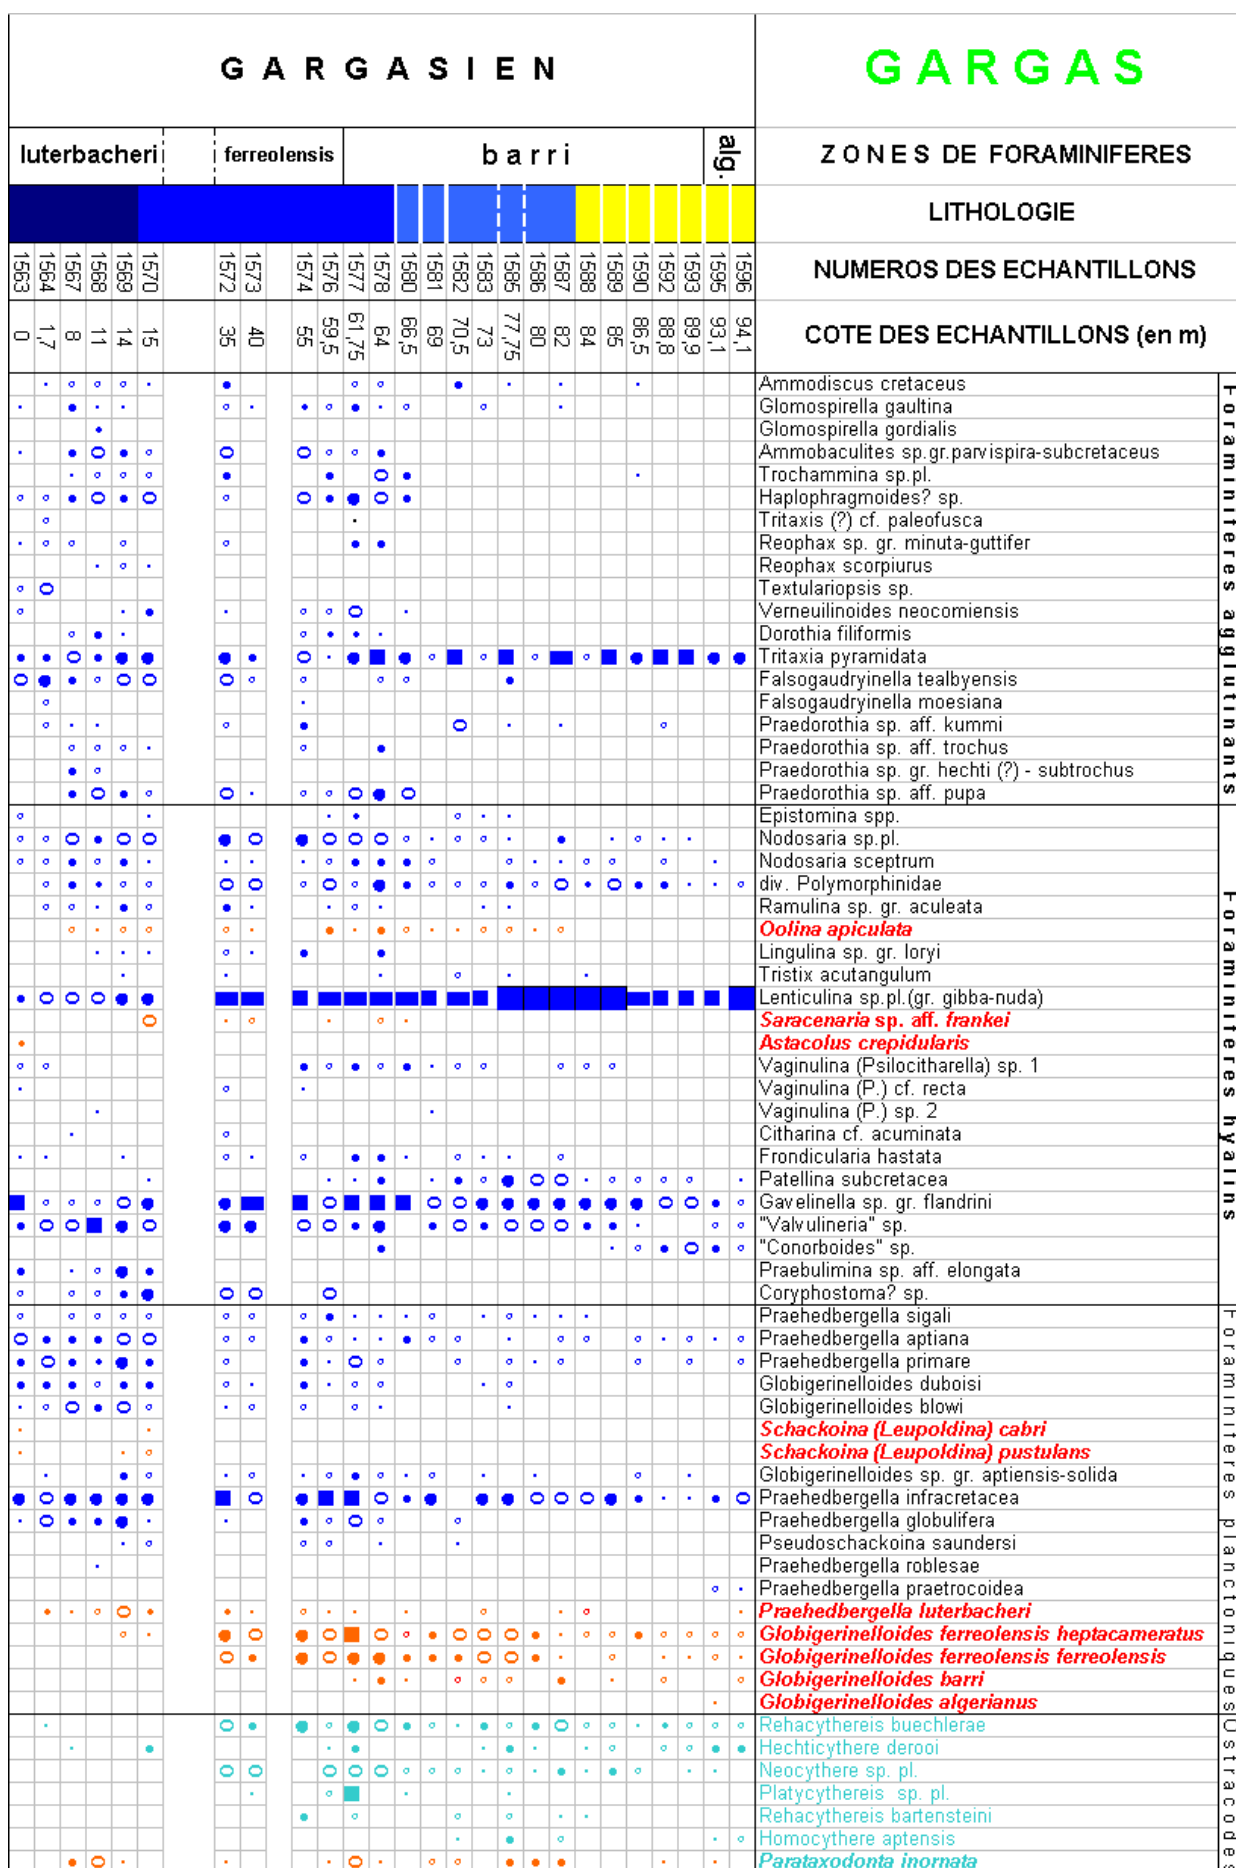 GARGASIEN
GARGAS
luterbacheri
ferreolensis
barri
alg.
ZONES DE FORAMINIFERES
LITHOLOGIE
1563 1564 1567 1568 1569 1570 1572 1573 1574 1576 1577 1578 1580 1581 1582 1583 1585 1586 1587 1588 1589 1590 1592 1593 1595 1596
NUMEROS DES ECHANTILLONS
0 1,7 8 11 14 15 35 40 55 59,5 61,75 64 66,5 69 70,5 73 77,75 80 82 84 85 86,5 88,8 89,9 93,1 94,1
COTE DES ECHANTILLONS (en m)
Foraminiferes agglutinants
Ammodiscus cretaceus
Glomospirella gaultina
Glomospirella gordialis
Ammobaculites sp.gr.parvispira-subcretaceus
Trochammina sp.pl.
Haplophragmoides? sp.
Tritaxis (?) cf. paleofusca
Reophax sp. gr. minuta-guttifer
Reophax scorpiurus
Textulariopsis sp.
Verneuilinoides neocomiensis
Dorothia filiformis
Tritaxia pyramidata
Falsogaudryinella tealbyensis
Falsogaudryinella moesiana
Praedorothia sp. aff. kummi
Praedorothia sp. aff. trochus
Praedorothia sp. gr. hechti (?) - subtrochus
Praedorothia sp. aff. pupa
Foraminiferes hyalins
Epistomina spp.
Nodosaria sp.pl.
Nodosaria sceptrum
div. Polymorphinidae
Ramulina sp. gr. aculeata
Oolina apiculata
Lingulina sp. gr. loryi
Tristix acutangulum
Lenticulina sp.pl.(gr. gibba-nuda)
Saracenaria sp. aff. frankei
Astacolus crepidularis
Vaginulina (Psilocitharella) sp. 1
Vaginulina (P.) cf. recta
Vaginulina (P.) sp. 2
Citharina cf. acuminata
Frondicularia hastata
Patellina subcretacea
Gavelinella sp. gr. flandrini
"Valvulineria" sp.
"Conorboides" sp.
Praebulimina sp. aff. elongata
Coryphostoma? sp.
Foraminiferes planctoniques
Praehedbergella sigali
Praehedbergella aptiana
Praehedbergella primare
Globigerinelloides duboisi
Globigerinelloides blowi
Schackoina (Leupoldina) cabri
Schackoina (Leupoldina) pustulans
Globigerinelloides sp. gr. aptiensis-solida
Praehedbergella infracretacea
Praehedbergella globulifera
Pseudoschackoina saundersi
Praehedbergella roblesae
Praehedbergella praetrocoidea
Praehedbergella luterbacheri
Globigerinelloides ferreolensis heptacameratus
Globigerinelloides ferreolensis ferreolensis
Globigerinelloides barri
Globigerinelloides algerianus
Ostracodes
Rehacythereis buechlerae
Hechticythere derooi
Neocythere sp. pl.
Platycythereis sp. pl.
Rehacythereis bartensteini
Homocythere aptensis
Parataxodonta inornata